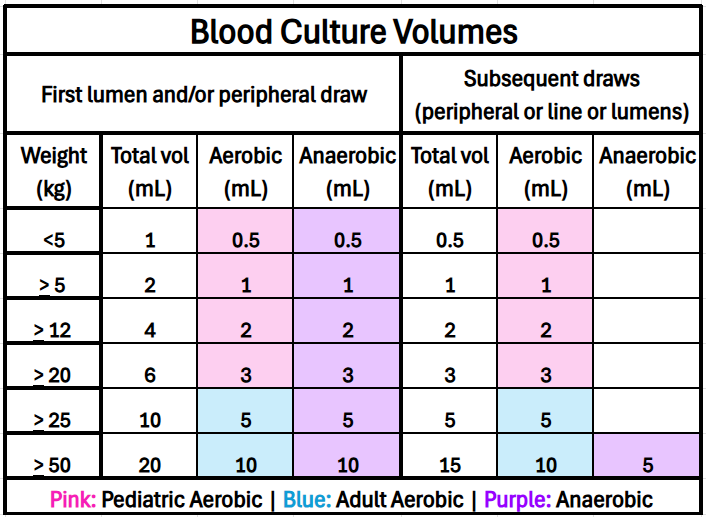 Blood Culture Volumes
First lumen and/or peripheral draw
Subsequent draws
(peripheral or line or lumens)
Weight (kg) Total vol (mL) Aerobic (mL) Anaerobic (mL) Total vol (mL) Aerobic (mL) Anaerobic (mL)
<5 1 0.5 0.5 0.5 0.5
≥ 5 2 1 1 1 1
≥ 12 4 2 2 2 2
≥ 20 6 3 3 3 3
≥ 25 10 5 5 5 5
≥ 50 20 10 10 15 10 5
Pink: Pediatric Aerobic | Blue: Adult Aerobic | Purple: Anaerobic